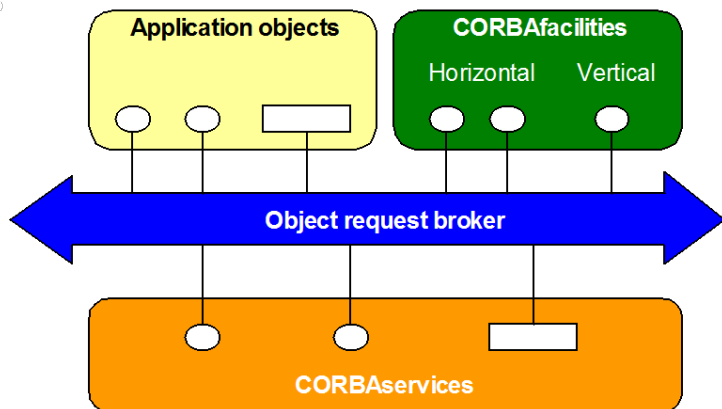 Application objects
CORBAfacilities
Horizontal Vertical
Object request broker
CORBAservices